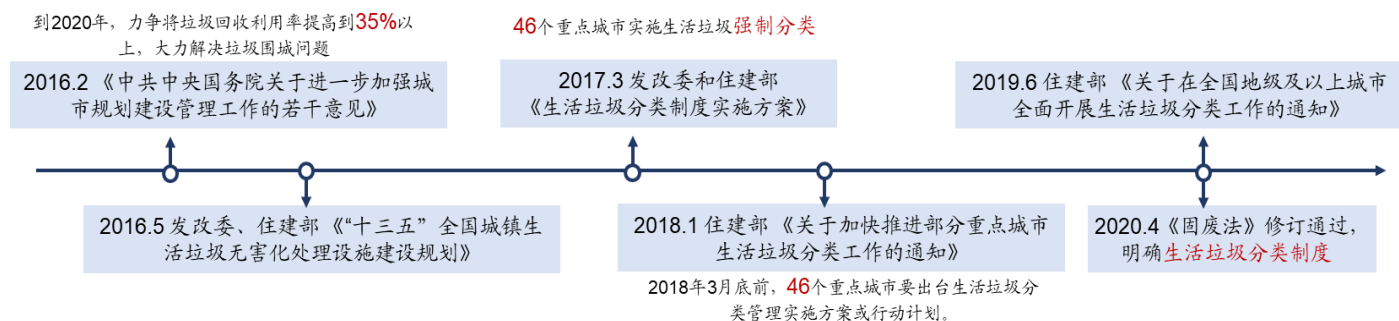 到2020年，力争将垃圾回收利用率提高到35%以
上，大力解决垃圾围城问题
2016.2 《中共中央国务院关于进一步加强城
市规划建设管理工作的若干意见》
46个重点城市实施生活垃圾强制分类
2017.3 发改委和住建部
《生活垃圾分类制度实施方案》
2019.6 住建部 《关于在全国地级及以上城市
全面开展生活垃圾分类工作的通知》
2016.5 发改委、住建部 《“十三五”全国城镇生
活垃圾无害化处理设施建设规划》
2018.1 住建部 《关于加快推进部分重点城市
生活垃圾分类工作的通知》
2018年3月底前，46个重点城市要出台生活垃圾分
类管理实施方案或行动计划。
2020.4《固废法》修订通过，
明确生活垃圾分类制度